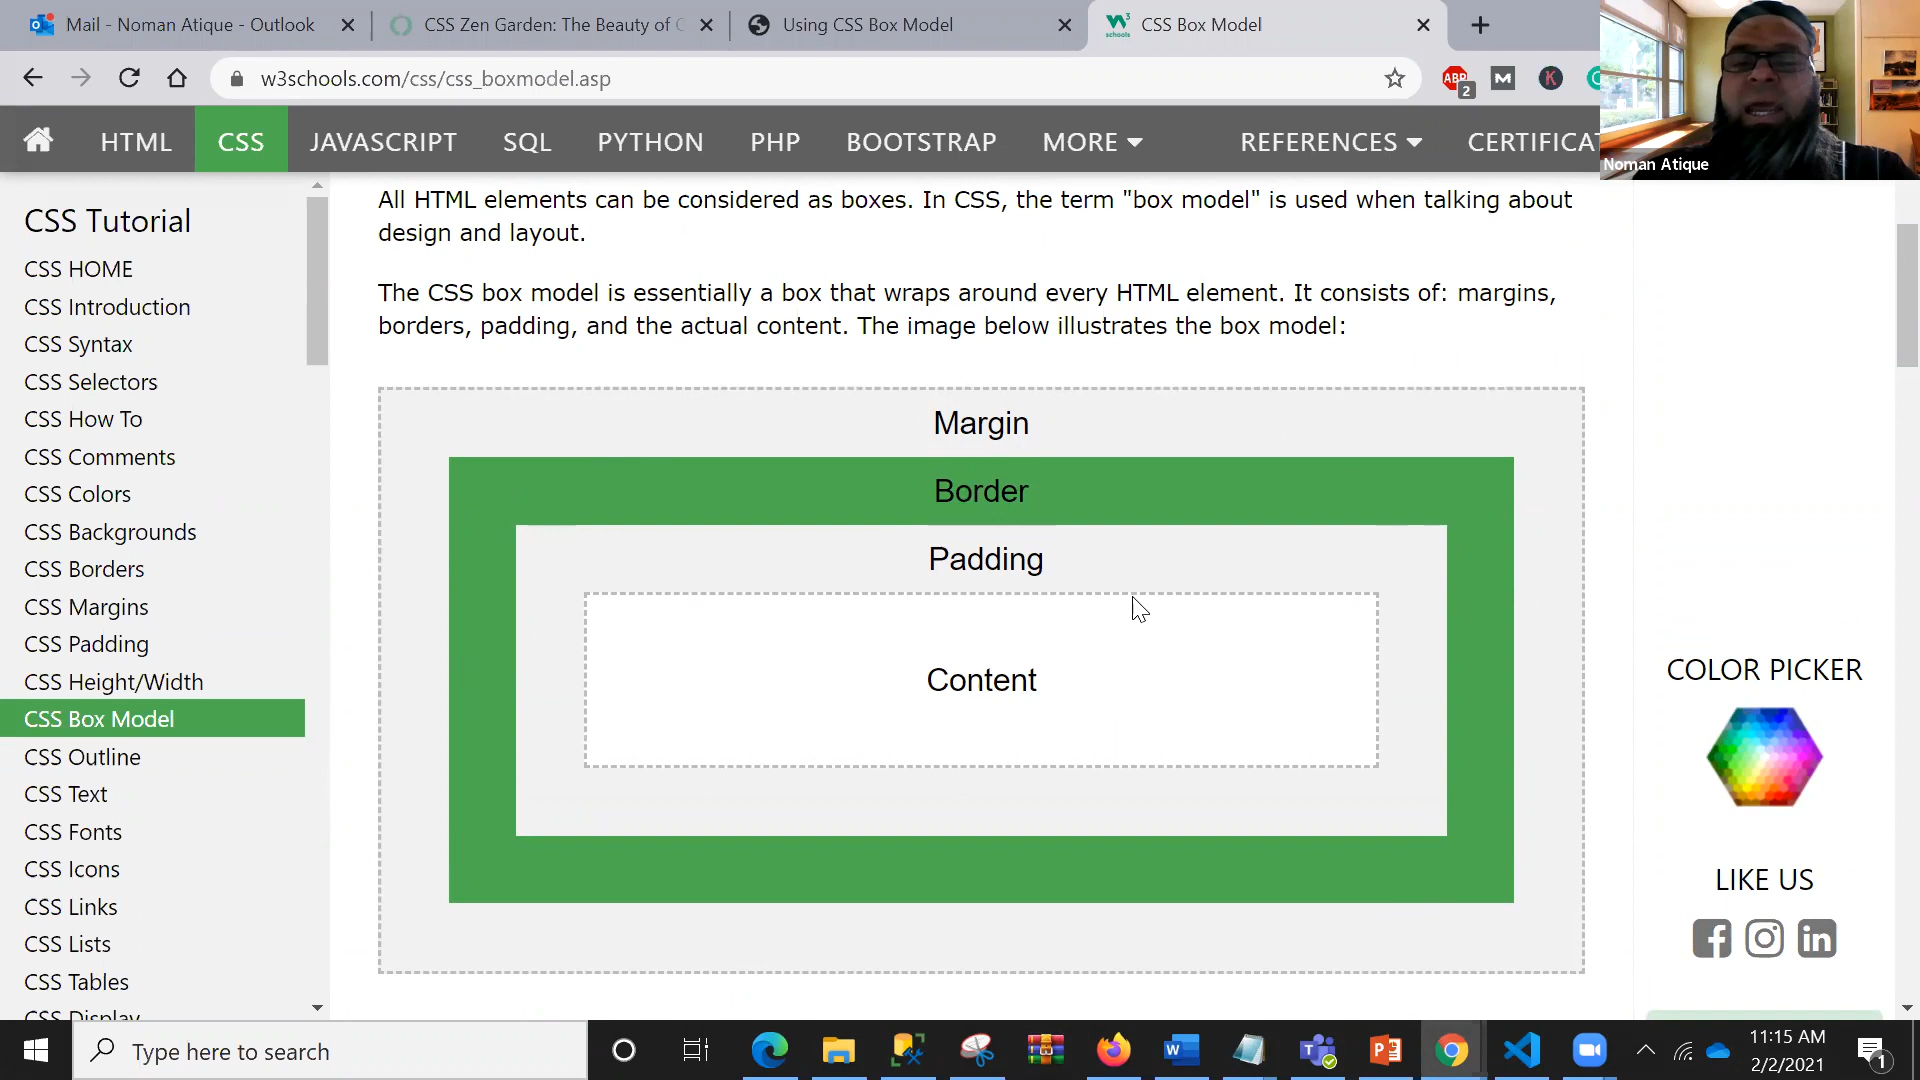 Mail - Noman Atique - Outlook
CSS Zen Garden: The Beauty of
Using CSS Box Model
W3 schools
CSS Box Model
w3schools.com/css/css_boxmodel.asp
ABP
2
M
K
Noman Atique
HTML
CSS
JAVASCRIPT
SQL
PYTHON
PHP
BOOTSTRAP
MORE
REFERENCES
CERTIFICA
CSS Tutorial
CSS HOME
CSS Introduction
CSS Syntax
CSS Selectors
CSS How To
CSS Comments
CSS Colors
CSS Backgrounds
CSS Borders
CSS Margins
CSS Padding
CSS Height/Width
CSS Box Model
CSS Outline
CSS Text
CSS Fonts
CSS Icons
CSS Links
CSS Lists
CSS Tables
CSS Display
All HTML elements can be considered as boxes. In CSS, the term "box model" is used when talking about
design and layout.
The CSS box model is essentially a box that wraps around every HTML element. It consists of: margins,
borders, padding, and the actual content. The image below illustrates the box model:
Margin
Border
Padding
Content
COLOR PICKER
LIKE US
Type here to search
11:15 AM
2/2/2021
1